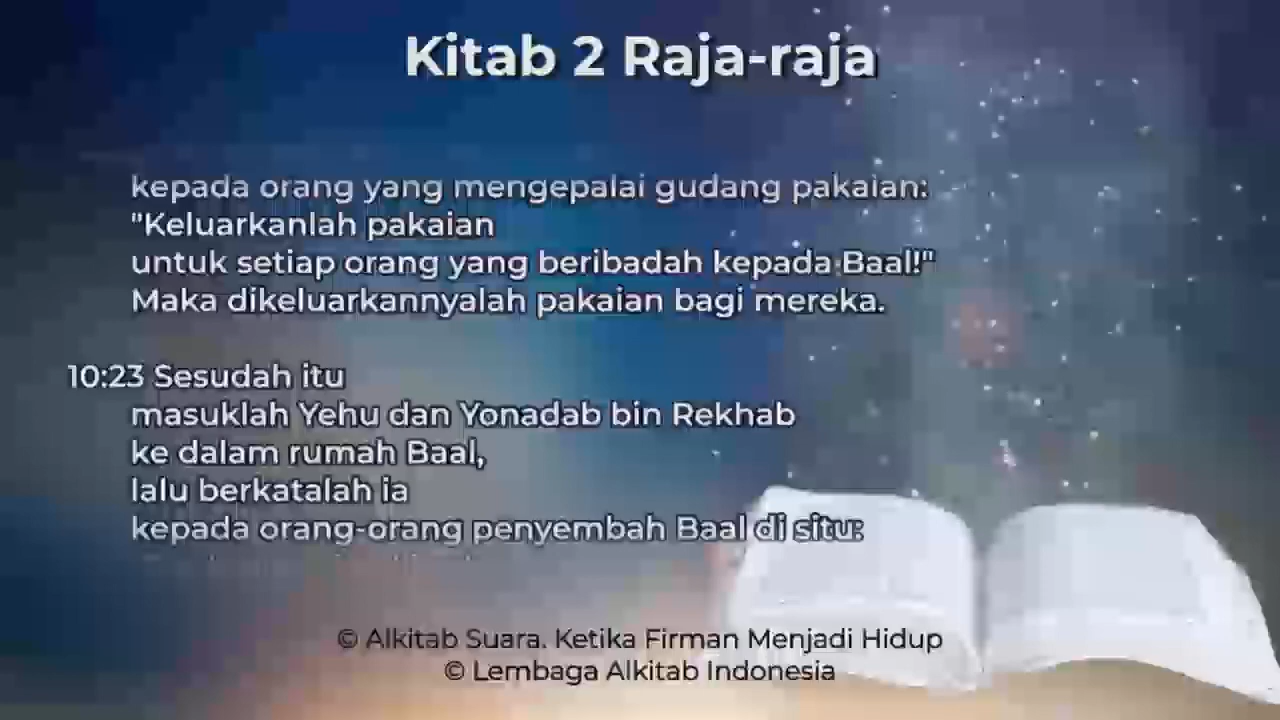 Kitab 2 Raja-raja
kepada orang yang mengepalai gudang pakaian:
"Keluarkanlah pakaian
untuk setiap orang yang beribadah kepada Baal!"
Maka dikeluarkannyalah pakaian bagi mereka.
10:23 Sesudah itu
masuklah Yehu dan Yonadab bin Rekhab
ke dalam rumah Baal,
lalu berkatalah ia
kepada orang-orang penyembah Baal di situ:
© Alkitab Suara. Ketika Firman Menjadi Hidup
© Lembaga Alkitab Indonesia